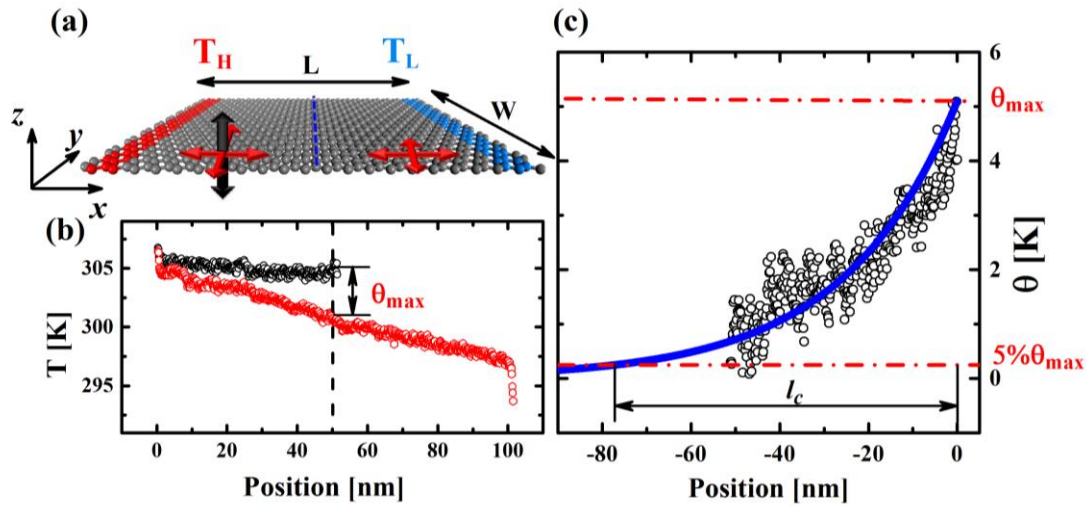 (a)
T_H
L
T_L
W
z
y
x
(b)
305
300
295
T [K]
θ_max
0
20
40
60
80
100
Position [nm]
(c)
6
4
2
0
θ [K]
θ_max
5%θ_max
l_c
-80
-60
-40
-20
0
Position [nm]